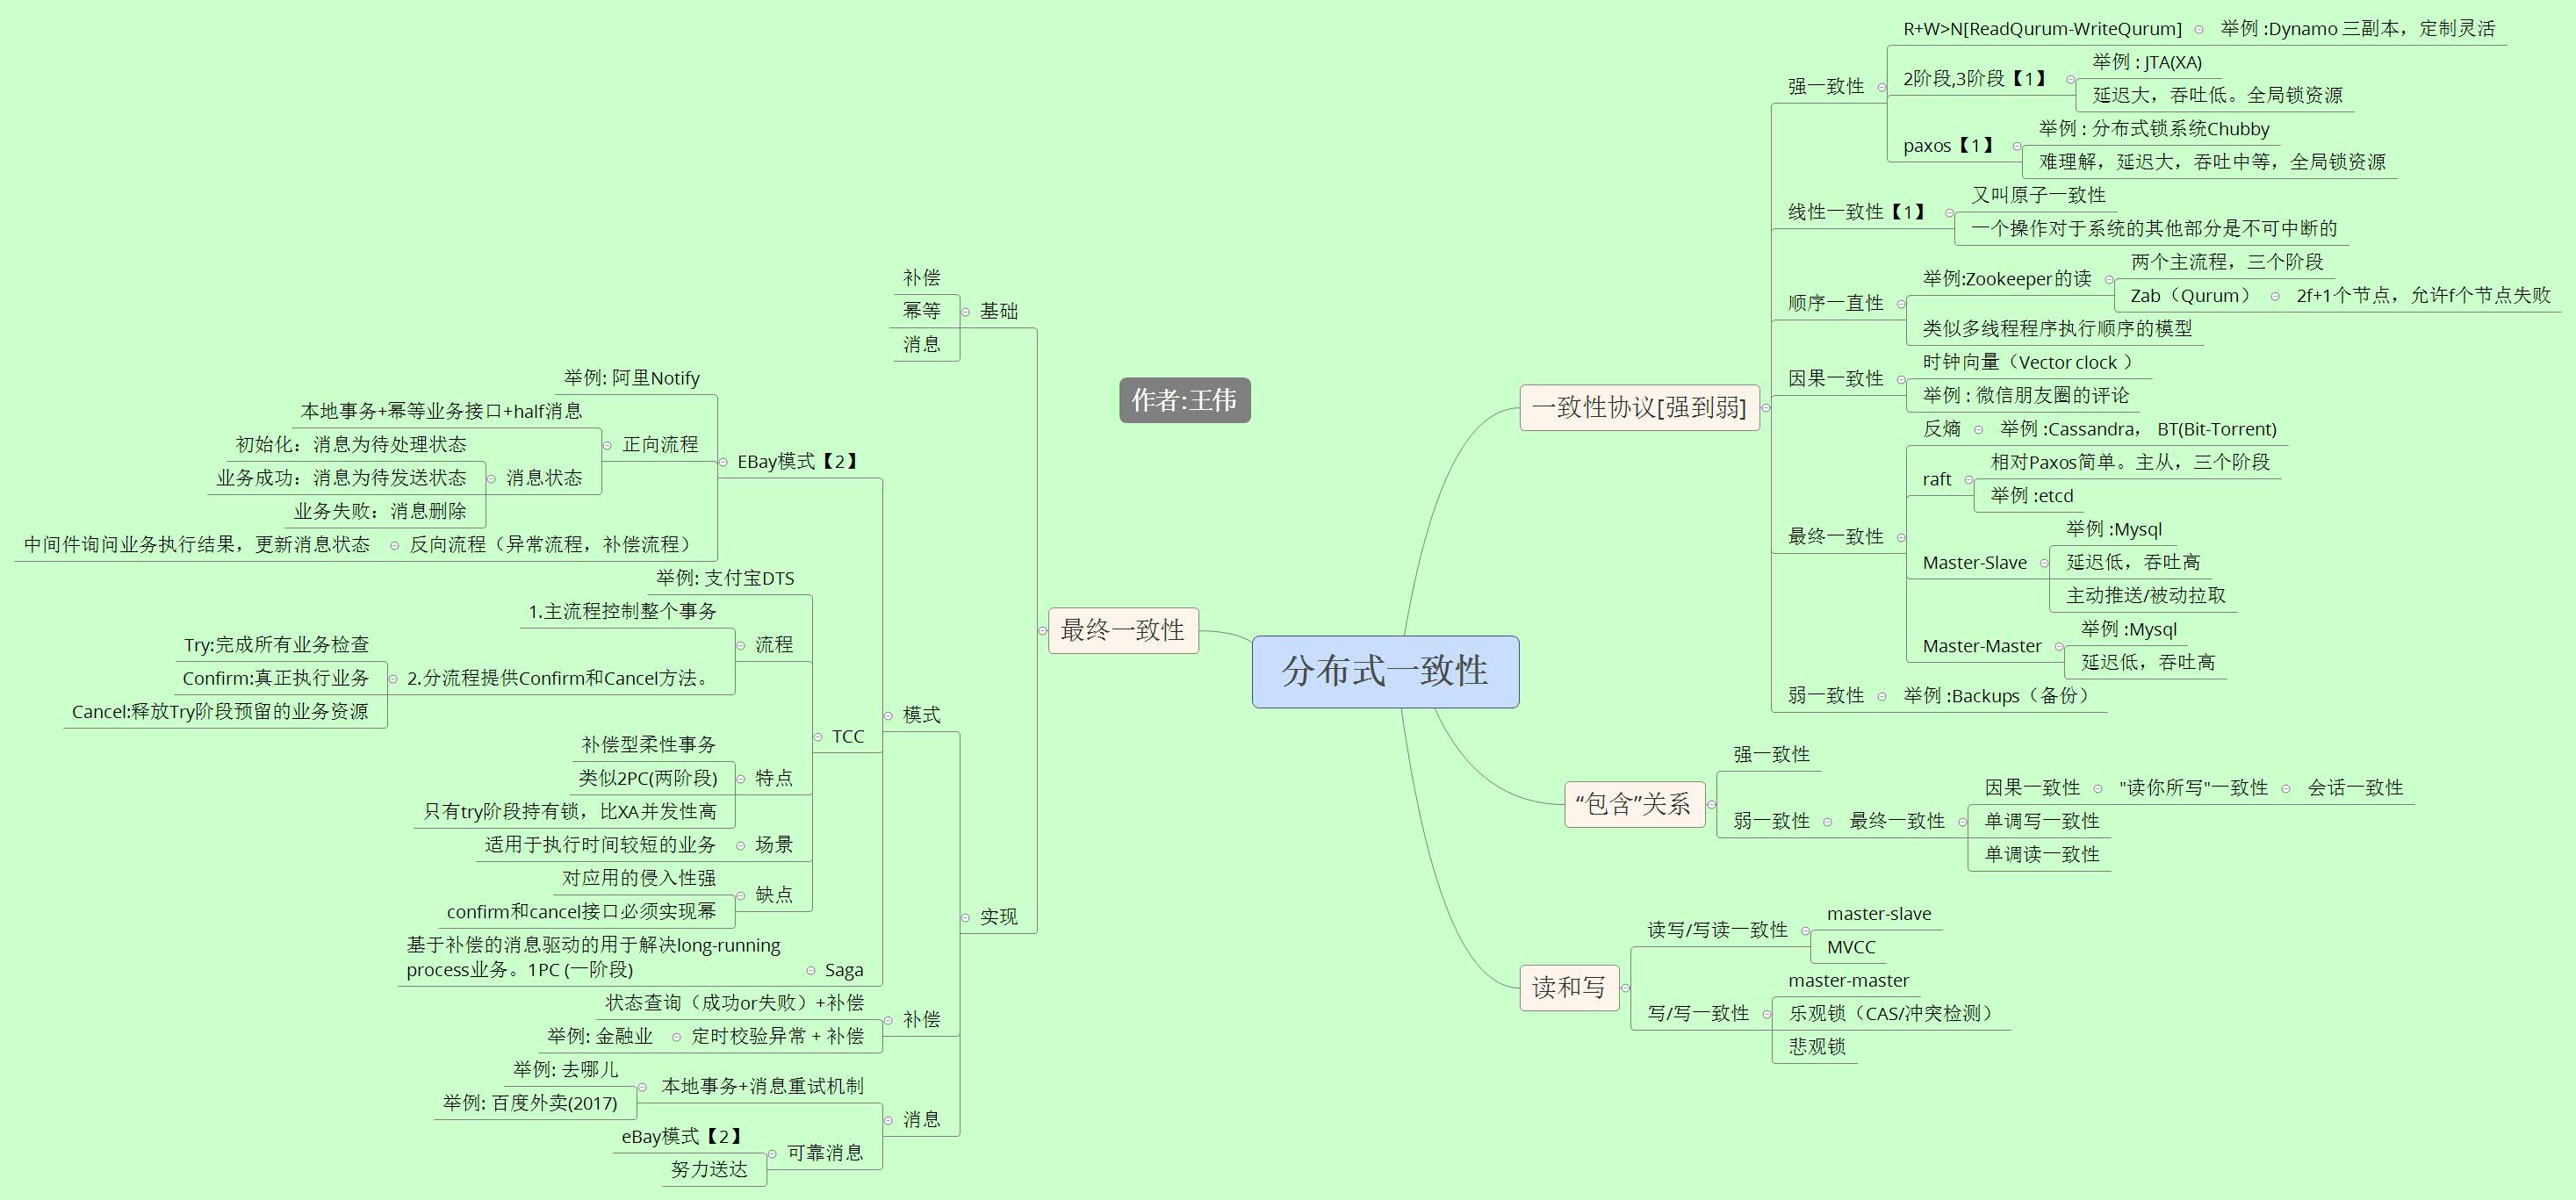 分布式一致性
作者:王伟
一致性协议[强到弱]
强一致性
R+W>N[ReadQurum-WriteQurum]
举例 :Dynamo 三副本，定制灵活
2阶段,3阶段【1】
举例 : JTA(XA)
延迟大，吞吐低。全局锁资源
paxos【1】
举例 : 分布式锁系统Chubby
难理解，延迟大，吞吐中等，全局锁资源
线性一致性【1】
又叫原子一致性
一个操作对于系统的其他部分是不可中断的
顺序一直性
举例:Zookeeper的读
两个主流程，三个阶段
Zab（Qurum）
2f+1个节点，允许f个节点失败
类似多线程程序执行顺序的模型
因果一致性
时钟向量（Vector clock ）
举例 : 微信朋友圈的评论
最终一致性
反熵
举例 :Cassandra， BT(Bit-Torrent)
raft
相对Paxos简单。主从，三个阶段
举例 :etcd
Master-Slave
举例 :Mysql
延迟低，吞吐高
主动推送/被动拉取
Master-Master
举例 :Mysql
延迟低，吞吐高
弱一致性
举例 :Backups（备份）
“包含”关系
强一致性
弱一致性
最终一致性
因果一致性
"读你所写"一致性
会话一致性
单调写一致性
单调读一致性
读和写
读写/写读一致性
master-slave
MVCC
写/写一致性
master-master
乐观锁（CAS/冲突检测）
悲观锁
最终一致性
基础
补偿
幂等
消息
实现
模式
EBay模式【2】
举例: 阿里Notify
正向流程
本地事务+幂等业务接口+half消息
消息状态
初始化：消息为待处理状态
业务成功：消息为待发送状态
业务失败：消息删除
反向流程（异常流程，补偿流程）
中间件询问业务执行结果，更新消息状态
TCC
举例: 支付宝DTS
流程
1.主流程控制整个事务
2.分流程提供Confirm和Cancel方法。
Try:完成所有业务检查
Confirm:真正执行业务
Cancel:释放Try阶段预留的业务资源
特点
补偿型柔性事务
类似2PC(两阶段)
只有try阶段持有锁，比XA并发性高
场景
适用于执行时间较短的业务
缺点
对应用的侵入性强
confirm和cancel接口必须实现幂
Saga
基于补偿的消息驱动的用于解决long-running
process业务。1PC (一阶段)
补偿
状态查询（成功or失败）+补偿
定时校验异常 + 补偿
举例: 金融业
消息
本地事务+消息重试机制
举例: 去哪儿
举例: 百度外卖(2017)
可靠消息
eBay模式【2】
努力送达